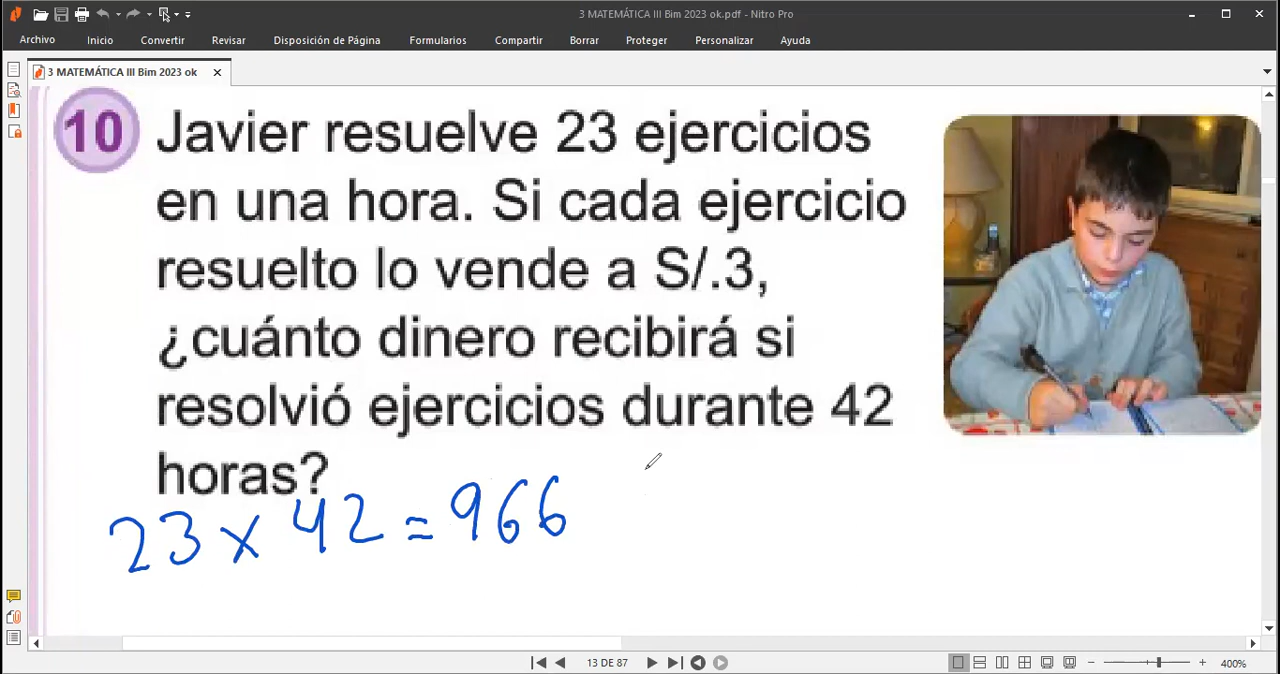 3 MATEMÁTICA III Bim 2023 ok.pdf - Nitro Pro
Archivo Inicio Convertir Revisar Disposición de Página Formularios Compartir Borrar Proteger Personalizar Ayuda
3 MATEMÁTICA III Bim 2023 ok
10 Javier resuelve 23 ejercicios
en una hora. Si cada ejercicio
resuelto lo vende a S/.3,
¿cuánto dinero recibirá si
resolvió ejercicios durante 42
horas?
23 x 42 = 966
13 DE 87
400%